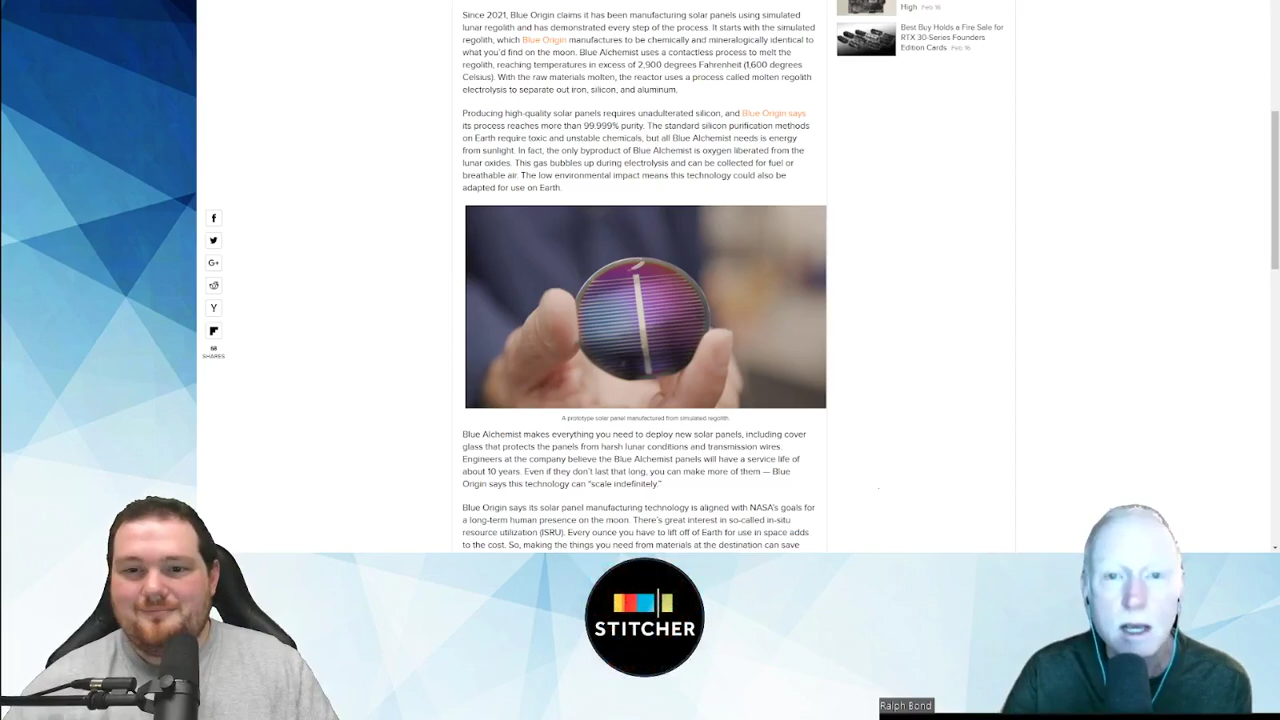 Since 2021, Blue Origin claims it has been manufacturing solar panels using simulated
lunar regolith and has demonstrated every step of the process. It starts with the simulated
regolith, which Blue Origin manufactures to be chemically and mineralogically identical to
what you'd find on the moon. Blue Alchemist uses a contactless process to melt the
regolith, reaching temperatures in excess of 2,900 degrees Fahrenheit (1,600 degrees
Celsius). With the raw materials molten, the reactor uses a process called molten regolith
electrolysis to separate out iron, silicon, and aluminum.
Producing high-quality solar panels requires unadulterated silicon, and Blue Origin says
its process reaches more than 99.999% purity. The standard silicon purification methods
on Earth require toxic and unstable chemicals, but all Blue Alchemist needs is energy
from sunlight. In fact, the only byproduct of Blue Alchemist is oxygen liberated from the
lunar oxides. This gas bubbles up during electrolysis and can be collected for fuel or
breathable air. The low environmental impact means this technology could also be
adapted for use on Earth.
A prototype solar panel manufactured from simulated regolith.
Blue Alchemist makes everything you need to deploy new solar panels, including cover
glass that protects the panels from harsh lunar conditions and transmission wires.
Engineers at the company believe the Blue Alchemist panels will have a service life of
about 10 years. Even if they don't last that long, you can make more of them — Blue
Origin says this technology can "scale indefinitely."
Blue Origin says its solar panel manufacturing technology is aligned with NASA's goals for
a long-term human presence on the moon. There's great interest in so-called in-situ
resource utilization (ISRU). Every ounce you have to lift off of Earth for use in space adds
to the cost. So, making the things you need from materials at the destination can save
High Feb 16
Best Buy Holds a Fire Sale for
RTX 30-Series Founders
Edition Cards Feb 16
G+
Y
68
SHARES
STITCHER
Ralph Bond